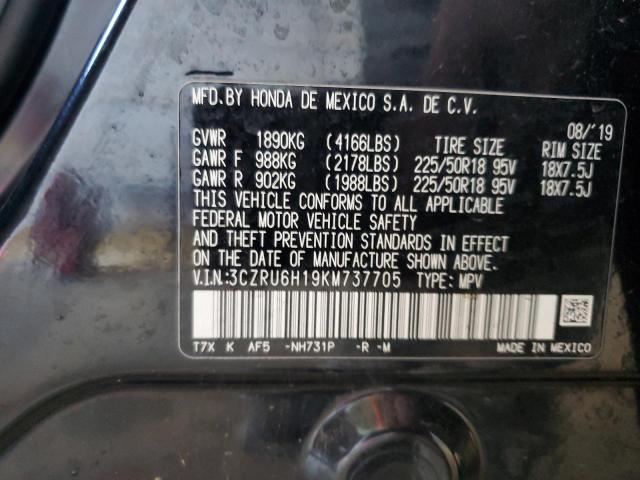 MFD.BY HONDA DE MEXICO S.A. DE C.V.
08/'19
GVWR 1890KG (4166LBS) TIRE SIZE RIM SIZE
GAWR F 988KG (2178LBS) 225/50R18 95V 18X7.5J
GAWR R 902KG (1988LBS) 225/50R18 95V 18X7.5J
THIS VEHICLE CONFORMS TO ALL APPLICABLE
FEDERAL MOTOR VEHICLE SAFETY
AND THEFT PREVENTION STANDARDS IN EFFECT
ON THE DATE OF MANUFACTURE SHOWN ABOVE.
V.I.N:3CZRU6H19KM737705 TYPE: MPV
T7X K AF5 -NH731P -R -M
MADE IN MEXICO